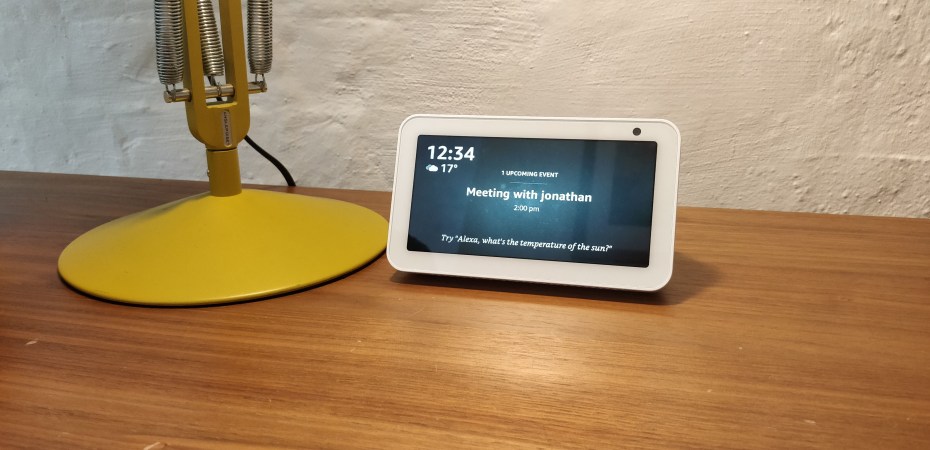 12:34
17°
1 UPCOMING EVENT
Meeting with jonathan
2:00 pm
Try "Alexa, what's the temperature of the sun?"